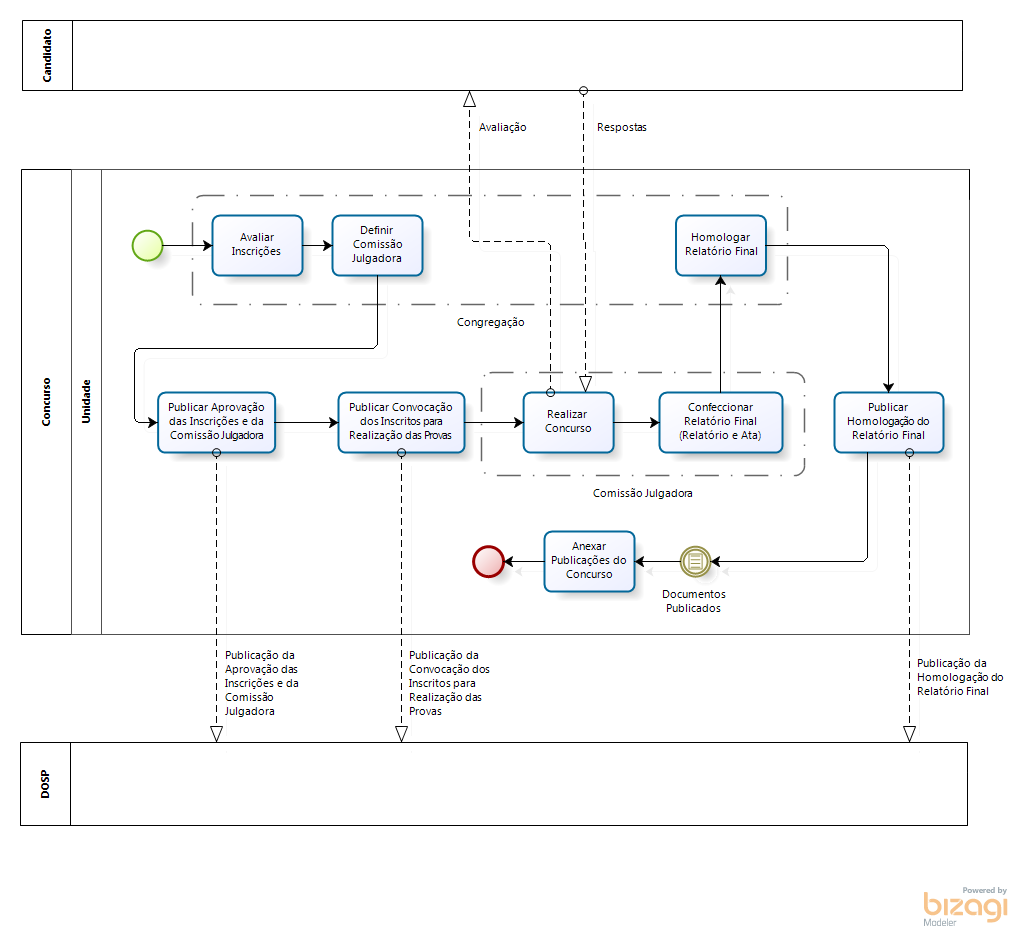 Candidato
Avaliação
Respostas
Concurso
Unidade
Avaliar
Inscrições
Definir
Comissão
Julgadora
Homologar
Relatório Final
Congregação
Publicar Aprovação
das Inscrições e da
Comissão Julgadora
Publicar Convocação
dos Inscritos para
Realização das Provas
Realizar
Concurso
Confeccionar
Relatório Final
(Relatório e Ata)
Publicar
Homologação do
Relatório Final
Comissão Julgadora
Anexar
Publicações do
Concurso
Documentos
Publicados
Publicação da
Aprovação das
Inscrições e da
Comissão
Julgadora
Publicação da
Convocação dos
Inscritos para
Realização das
Provas
Publicação da
Homologação do
Relatório Final
DOSP
Powered by
bizagi
Modeler